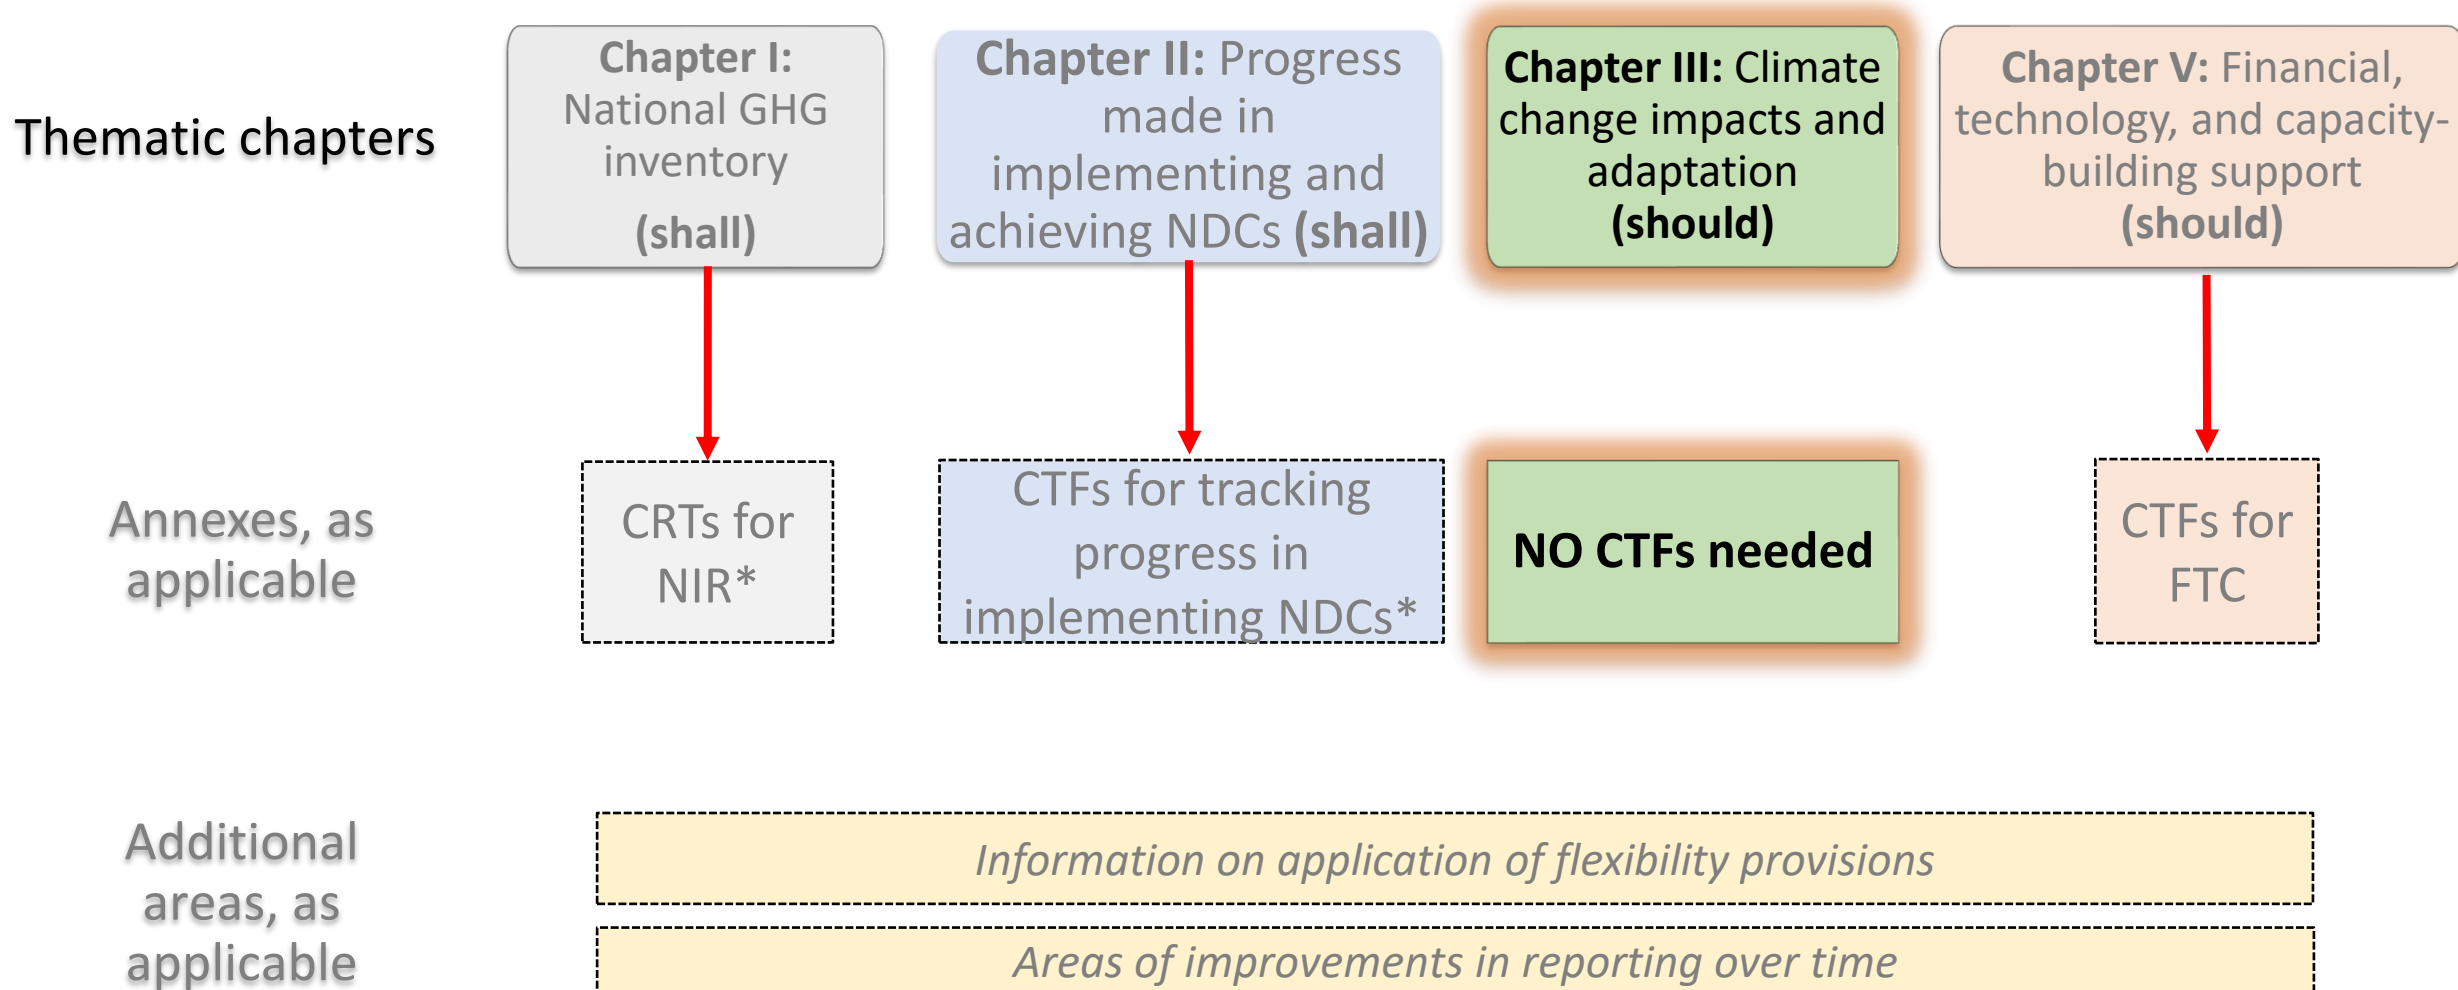 Thematic chapters
Chapter I:
National GHG
inventory
(shall)
Chapter II: Progress
made in
implementing and
achieving NDCs (shall)
Chapter III: Climate
change impacts and
adaptation
(should)
Chapter V: Financial,
technology, and capacity-
building support
(should)
Annexes, as
applicable
CRTs for
NIR*
CTFs for tracking
progress in
implementing NDCs*
NO CTFs needed
CTFs for
FTC
Additional
areas, as
applicable
Information on application of flexibility provisions
Areas of improvements in reporting over time